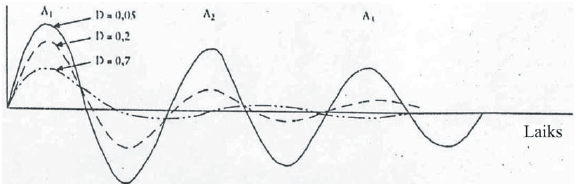 A₁ A₂ A₃
D = 0,05
D = 0,2
D = 0,7
Laiks